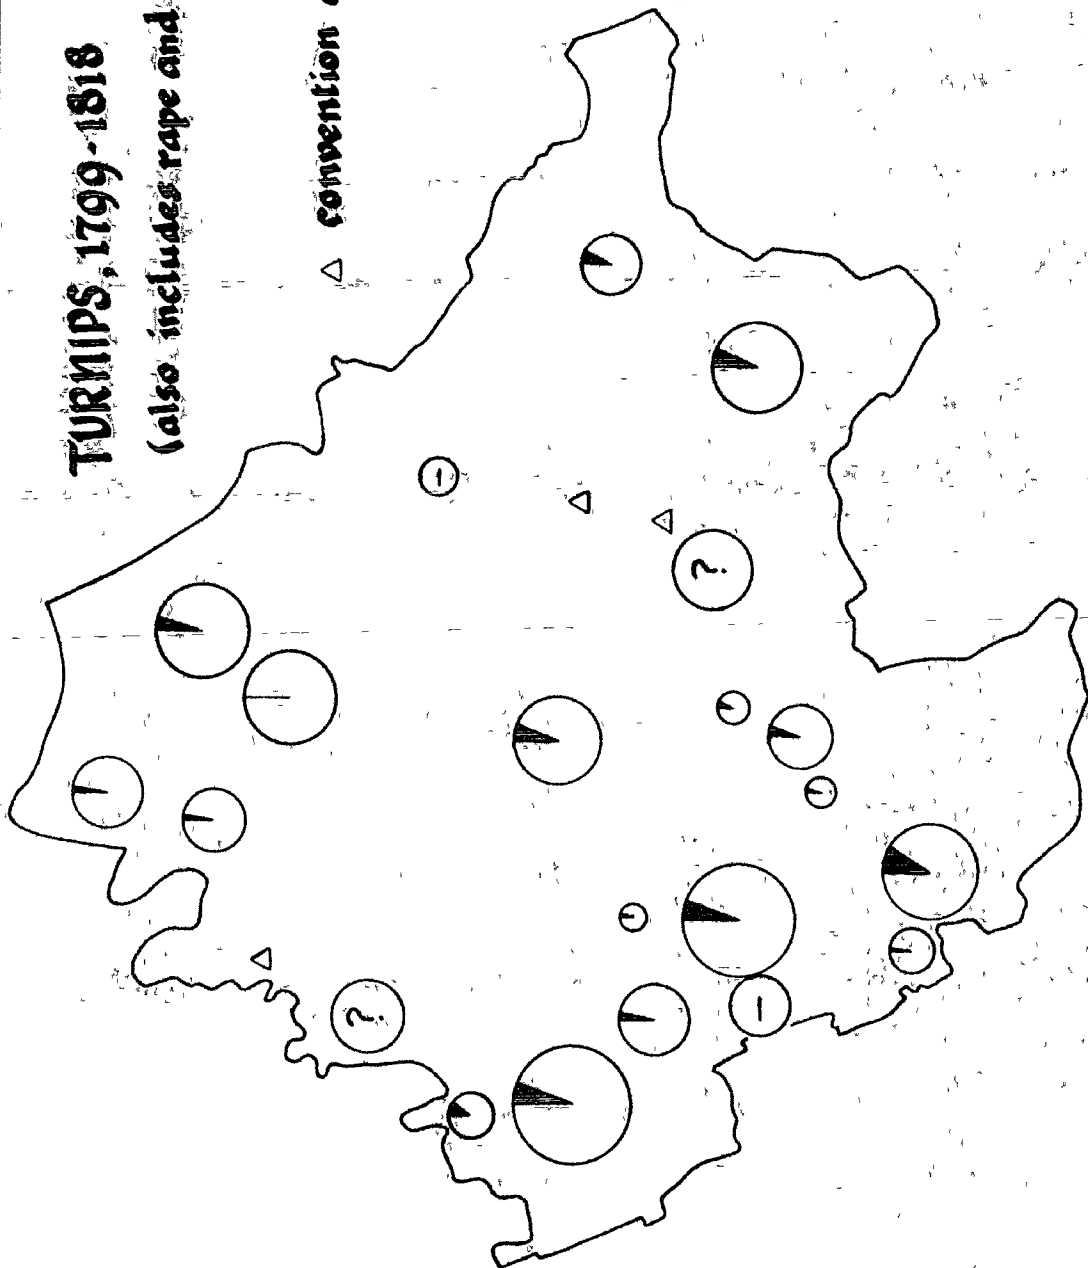 TURNIPS, 1799-1818
(also includes rape and
△ convention
?
?